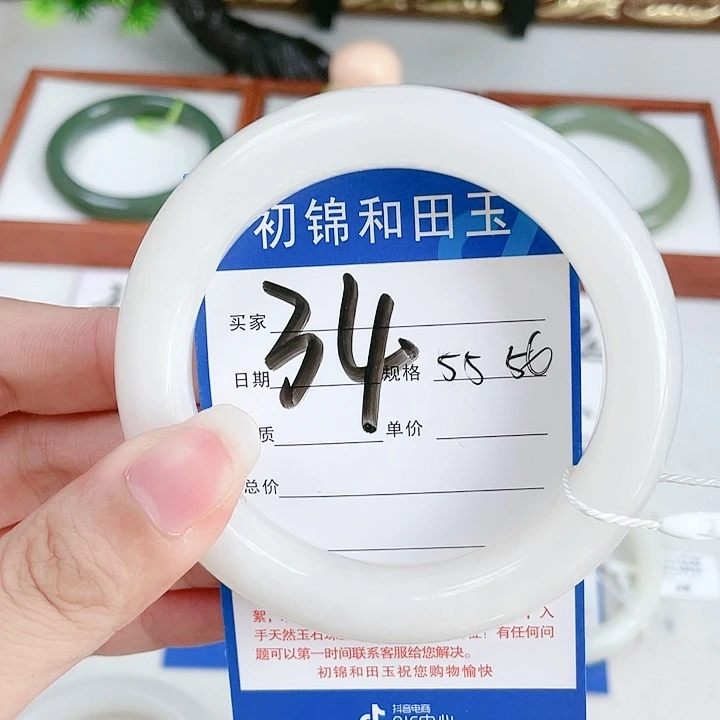 初锦和田玉
34
买家
日期 规格 55 56
质 单价
总价
絮， 入
手天然玉石 ！有任何问
题可以第一时间联系客服给您解决。
初锦和田玉祝您购物愉快
抖音电商